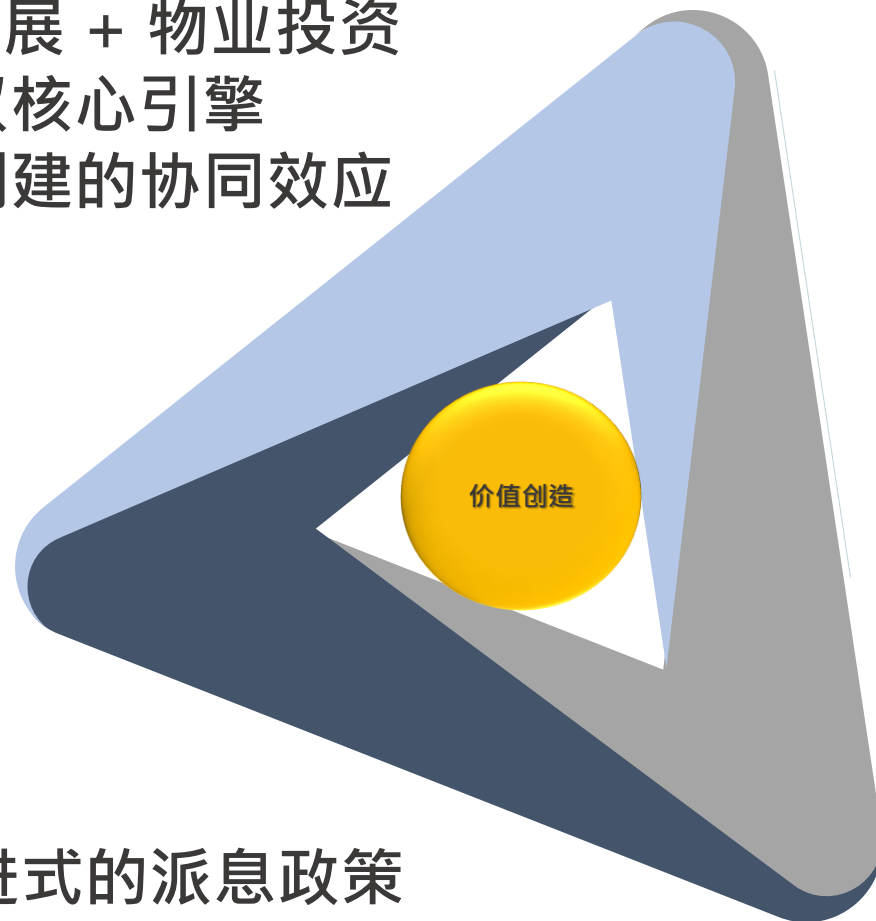 展 + 物业投资
核心引擎
建的协同效应
价值创造
式的派息政策